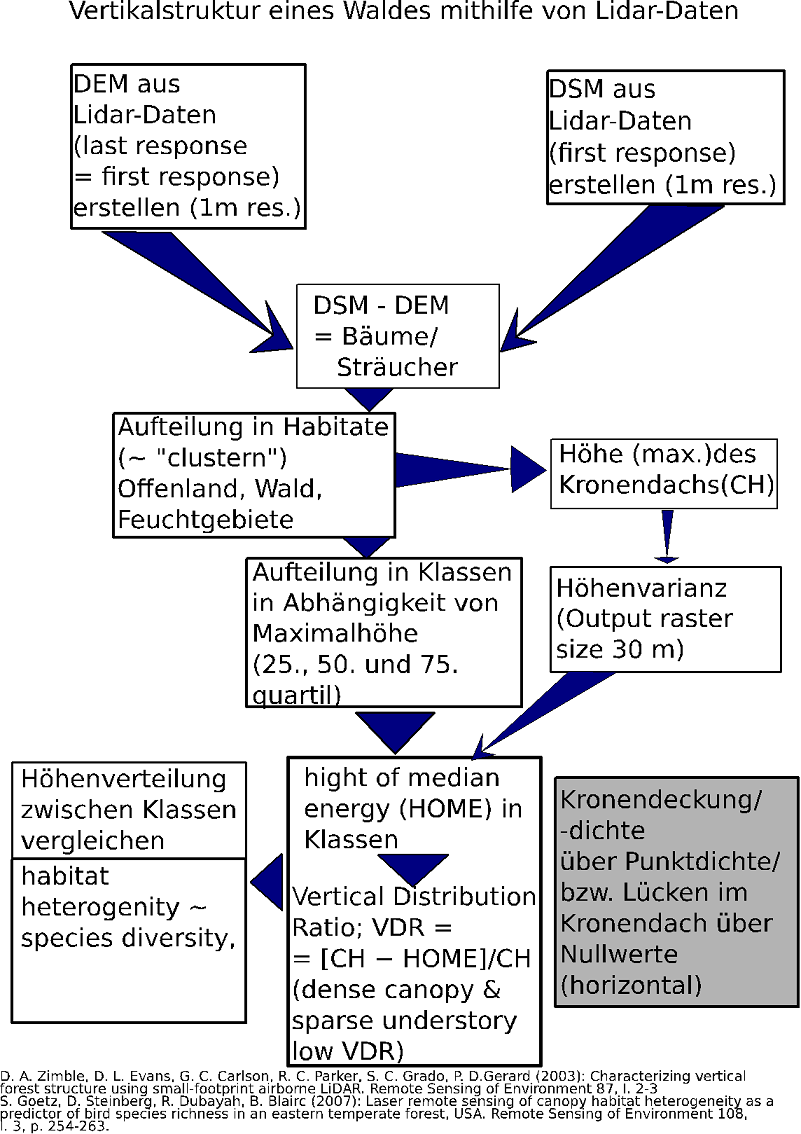 Vertikalstruktur eines Waldes mithilfe von Lidar-Daten
DEM aus
Lidar-Daten
(last response
= first response)
erstellen (1m res.)
DSM aus
Lidar-Daten
(first response)
erstellen (1m res.)
DSM - DEM
= Bäume/
Sträucher
Aufteilung in Habitate
(~ "clustern")
Offenland, Wald,
Feuchtgebiete
Höhe (max.)des
Kronendachs(CH)
Aufteilung in Klassen
in Abhängigkeit von
Maximalhöhe
(25., 50. und 75.
quartil)
Höhenvarianz
(Output raster
size 30 m)
Höhenverteilung
zwischen Klassen
vergleichen
habitat
heterogenity ~
species diversity,
hight of median
energy (HOME) in
Klassen
Vertical Distribution
Ratio; VDR =
= [CH − HOME]/CH
(dense canopy &
sparse understory
low VDR)
Kronendeckung/
-dichte
über Punktdichte/
bzw. Lücken im
Kronendach über
Nullwerte
(horizontal)
D. A. Zimble, D. L. Evans, G. C. Carlson, R. C. Parker, S. C. Grado, P. D.Gerard (2003): Characterizing vertical
forest structure using small-footprint airborne LiDAR. Remote Sensing of Environment 87, I. 2-3
S. Goetz, D. Steinberg, R. Dubayah, B. Blairc (2007): Laser remote sensing of canopy habitat heterogeneity as a
predictor of bird species richness in an eastern temperate forest, USA. Remote Sensing of Environment 108,
I. 3, p. 254-263.